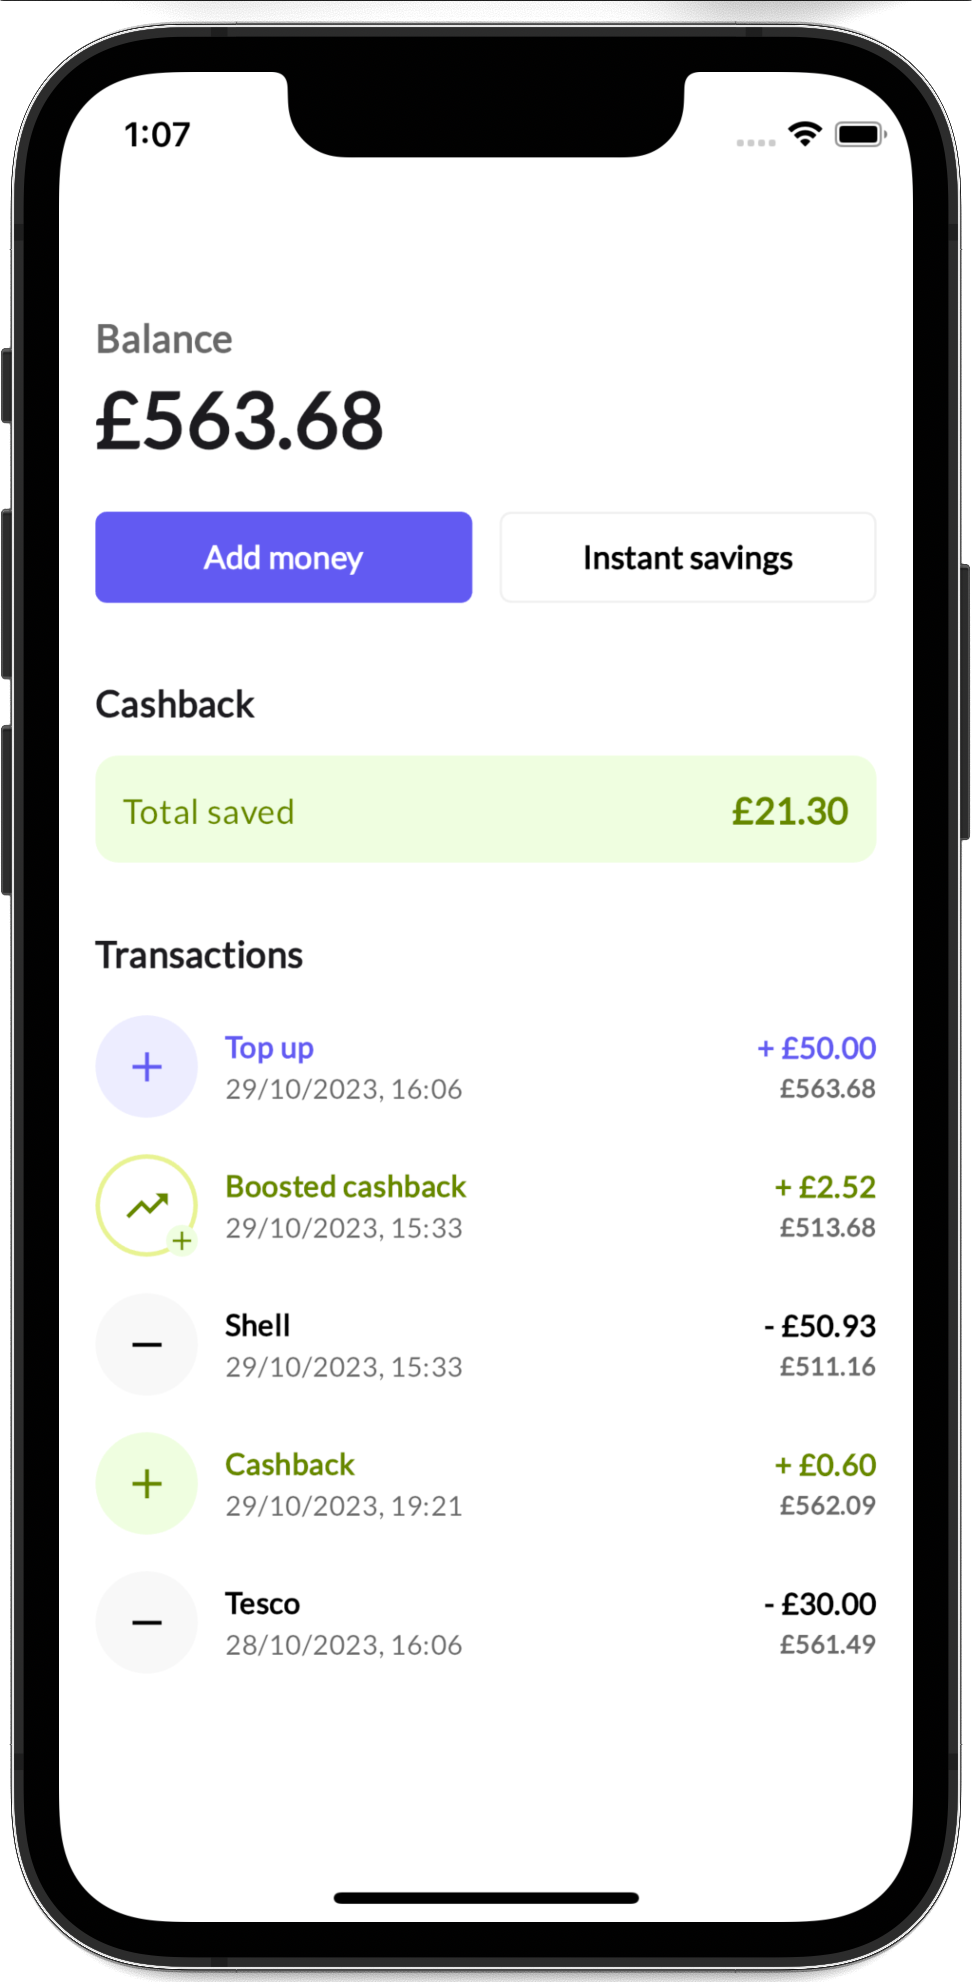 1:07
Balance
£563.68
Add money
Instant savings
Cashback
Total saved £21.30
Transactions
Top up + £50.00
29/10/2023, 16:06 £563.68
Boosted cashback + £2.52
29/10/2023, 15:33 £513.68
Shell - £50.93
29/10/2023, 15:33 £511.16
Cashback + £0.60
29/10/2023, 19:21 £562.09
Tesco - £30.00
28/10/2023, 16:06 £561.49